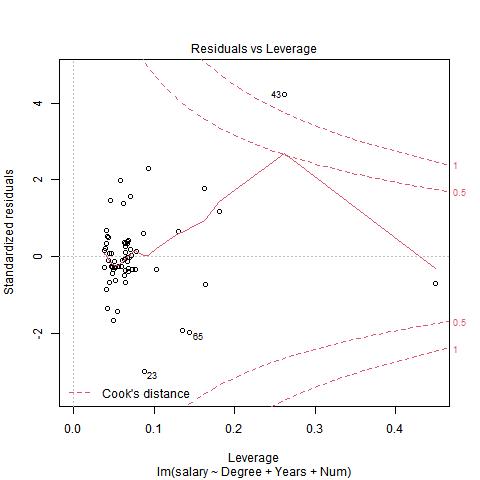 Residuals vs Leverage
Standardized residuals
4
2
0
-2
43
1
0.5
65
0.5
1
23
Cook's distance
0.0 0.1 0.2 0.3 0.4
Leverage
lm(salary ~ Degree + Years + Num)